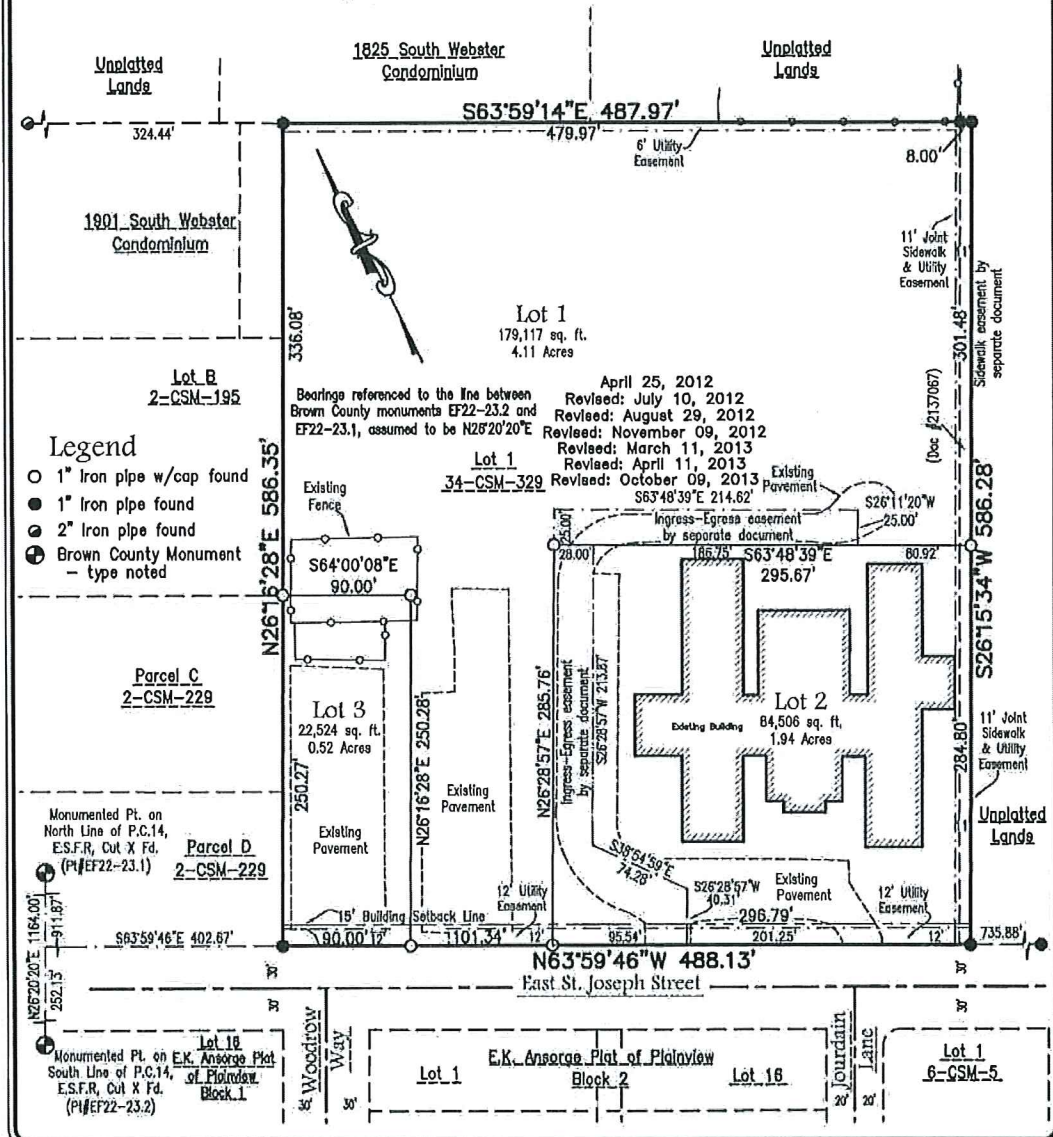 Unplatted
Lands
1825 South Webster
Condominium
Unplatted
Lands
S63°59'14"E 487.97'
324.44'
479.97'
6' Utility
Easement
8.00'
1901 South Webster
Condominium
11' Joint
Sidewalk
& Utility
Easement
Sidewalk easement by
separate document
336.08'
301.48'
Lot 1
179,117 sq. ft.
4.11 Acres
Lot B
2-CSM-195
Bearings referenced to the line between
Brown County monuments EF22-23.2 and
EF22-23.1, assumed to be N26°20'20"E
April 25, 2012
Revised: July 10, 2012
Revised: August 29, 2012
Revised: November 09, 2012
Revised: March 11, 2013
Revised: April 11, 2013
Revised: October 09, 2013
(Doc #2137067)
Legend
1" Iron pipe w/cap found
1" Iron pipe found
2" Iron pipe found
Brown County Monument
- type noted
Lot 1
34-CSM-329
N26°16'28"E 586.35'
S26°15'34"W 586.28'
Existing
Fence
S63°48'39"E 214.62'
Existing
Pavement
S26°11'20"W
25.00'
25.00'
Ingress-Egress easement
by separate document
28.00'
186.75'
S63°48'39"E
295.67'
80.92'
S64°00'08"E
90.00'
Parcel C
2-CSM-229
Lot 3
22,524 sq. ft.
0.52 Acres
250.27'
N26°16'28"E 250.28'
Existing
Pavement
Existing
Pavement
N26°28'57"E 285.76'
Ingress-Egress easement
by separate document
S26°28'57"W 213.87'
Existing Building
Lot 2
84,506 sq. ft.
1.94 Acres
284.80'
11' Joint
Sidewalk
& Utility
Easement
Unplatted
Lands
Monumented Pt. on
North Line of P.C.14,
E.S.F.R, Cut X Fd.
(Pt#EF22-23.1)
Parcel D
2-CSM-229
74.28'
S26°28'57"W
40.31'
Existing
Pavement
12' Utility
Easement
12' Utility
Easement
15' Building Setback Line
296.79'
N26°20'20"E 1164.00'
911.87'
252.13'
S63°59'46"E 402.67'
90.00'
12'
1101.34'
12'
95.54'
201.25'
12'
735.88'
N63°59'46"W 488.13'
30'
30'
East St. Joseph Street
30'
30'
Monumented Pt. on
South Line of P.C.14,
E.S.F.R, Cut X Fd.
(Pt#EF22-23.2)
Lot 16
E.K. Ansorge Plat
of Plainview
Block 1
Woodrow
Way
30'
30'
Lot 1
E.K. Ansorge Plat of Plainview
Block 2
Lot 16
Jourdain
Lane
20'
20'
Lot 1
6-CSM-5